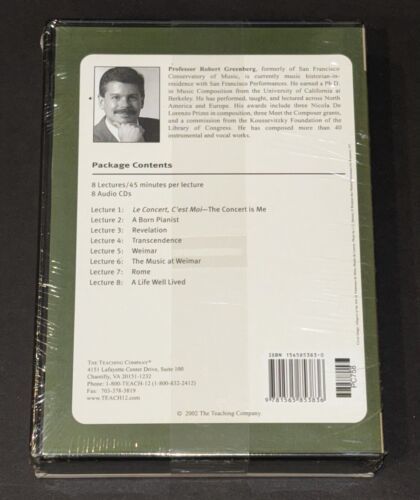 Professor Robert Greenberg, formerly of San Francisco
Conservatory of Music, is currently music historian-in-
residence with San Francisco Performances. He earned a Ph.D.
in Music Composition from the University of California at
Berkeley. He has performed, taught, and lectured across North
America and Europe. His awards include three Nicola De
Lorenzo Prizes in composition, three Meet the Composer grants,
and a commission from the Koussevitzky Foundation of the
Library of Congress. He has composed more than 40
instrumental and vocal works.
Package Contents
8 Lectures/45 minutes per lecture
8 Audio CDs
Lecture 1: Le Concert, C'est Moi—The Concert is Me
Lecture 2: A Born Pianist
Lecture 3: Revelation
Lecture 4: Transcendence
Lecture 5: Weimar
Lecture 6: The Music at Weimar
Lecture 7: Rome
Lecture 8: A Life Well Lived
THE TEACHING COMPANY®
4151 Lafayette Center Drive, Suite 100
Chantilly, VA 20151-1232
Phone: 1-800-TEACH-12 (1-800-832-2412)
Fax: 703-378-3819
www.TEACH12.com
ISBN 156585383-0
9 781565 853836
PC758
© 2002 The Teaching Company